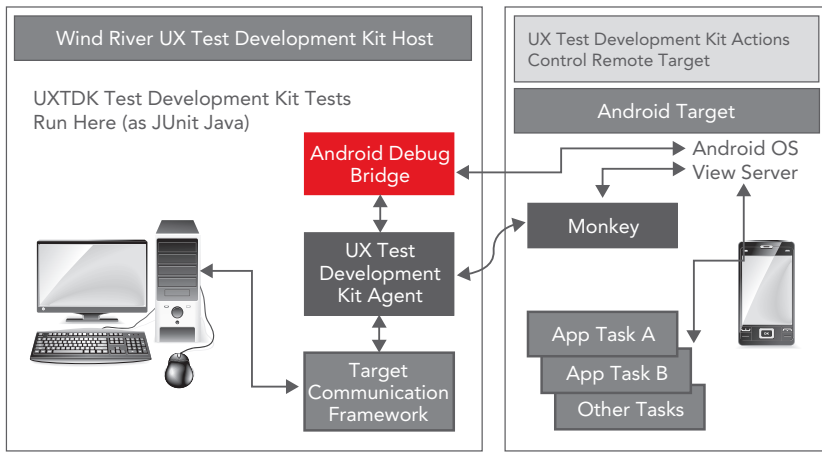 Wind River UX Test Development Kit Host
UXTDK Test Development Kit Tests
Run Here (as JUnit Java)
Android Debug
Bridge
UX Test
Development
Kit Agent
Target
Communication
Framework
UX Test Development Kit Actions
Control Remote Target
Android Target
Android OS
View Server
Monkey
App Task A
App Task B
Other Tasks